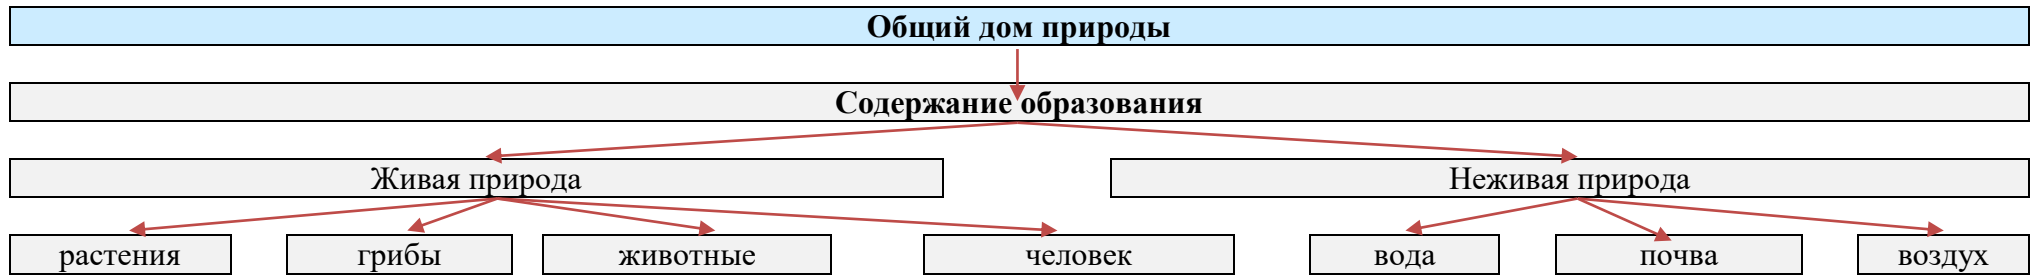 Общий дом природы
Содержание образования
Живая природа
Неживая природа
растения
грибы
животные
человек
вода
почва
воздух